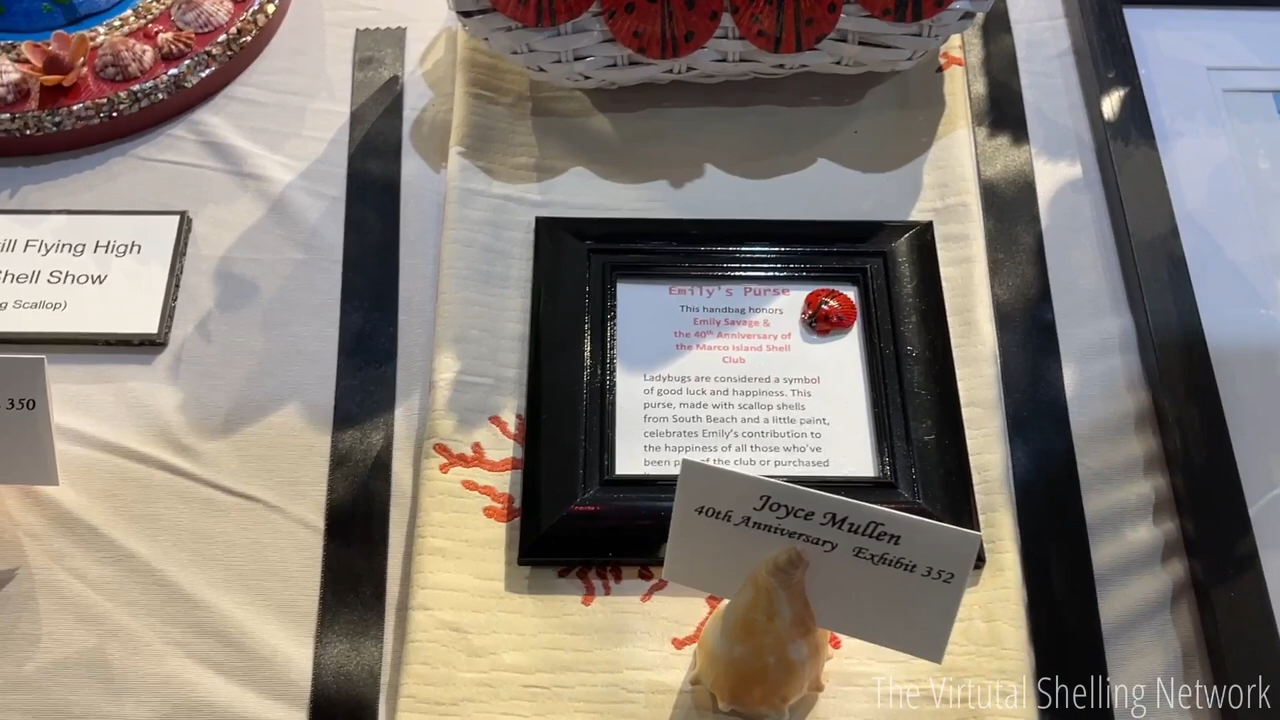 ill Flying High
Shell Show
g Scallop)
350
Emily's Purse
This handbag honors
Emily Savage &
the 40th Anniversary of
the Marco Island Shell
Club
Ladybugs are considered a symbol
of good luck and happiness. This
purse, made with scallop shells
from South Beach and a little paint,
celebrates Emily's contribution to
the happiness of all those who've
been of the club or purchased
Joyce Mullen
40th Anniversary Exhibit 352
The Virtutal Shelling Network